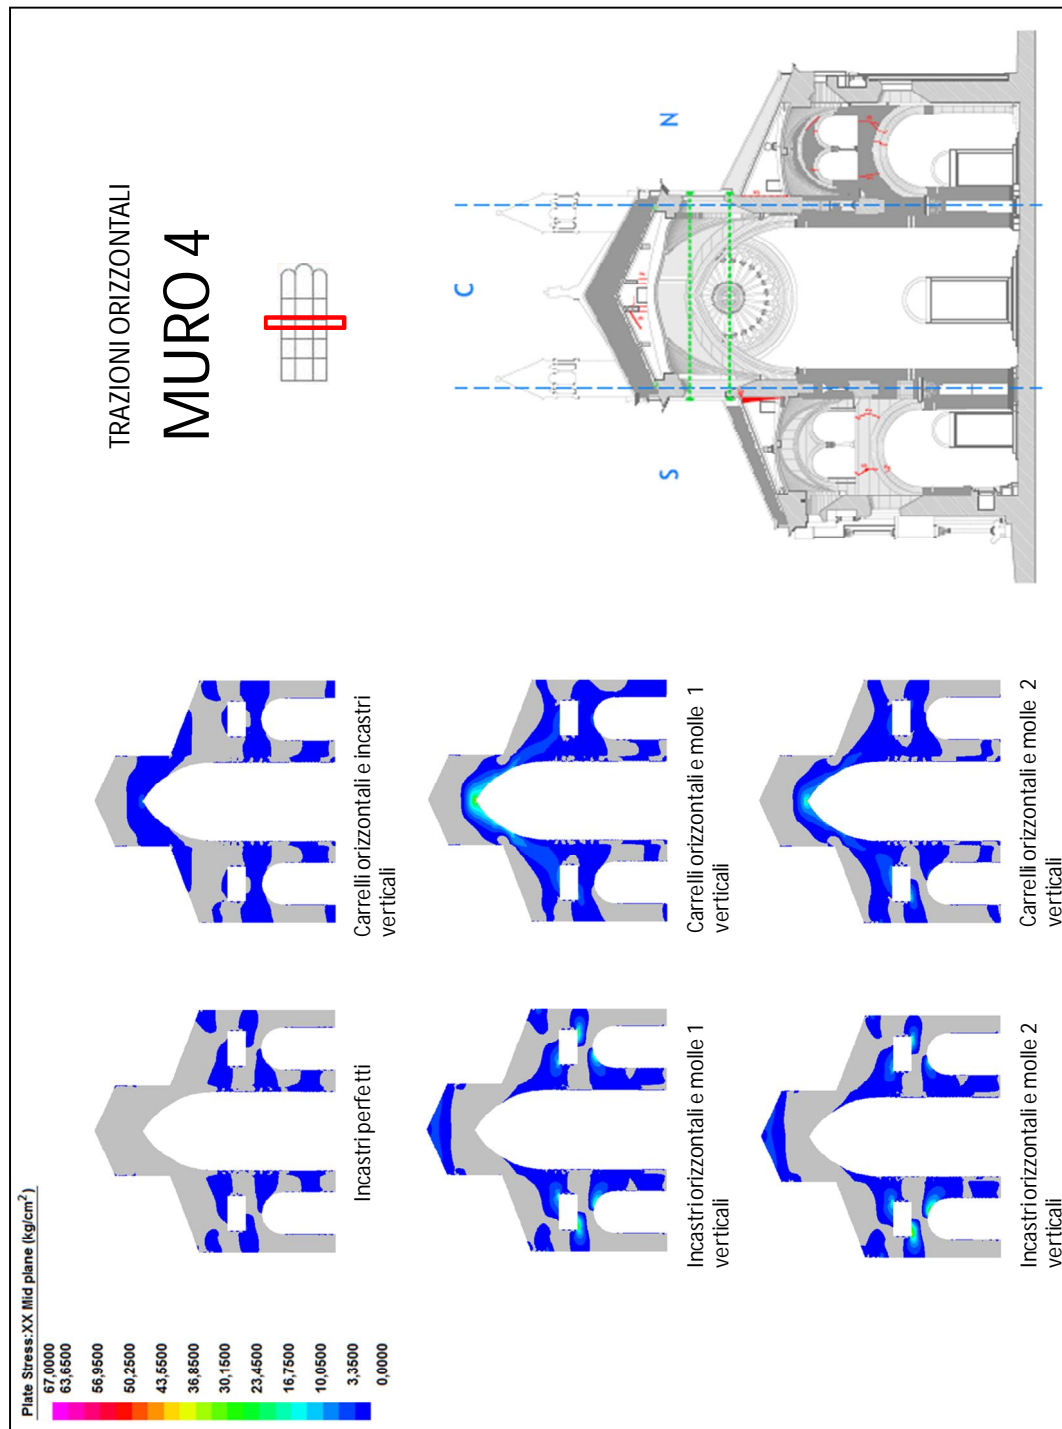 TRAZIONI ORIZZONTALI
MURO 4
C
N
S
Plate Stress:XX Mid plane (kg/cm²)
67,0000
63,6500
56,9500
50,2500
43,5500
36,8500
30,1500
23,4500
16,7500
10,0500
3,3500
0,0000
Incastri perfetti
Carrelli orizzontali e incastri
verticali
Incastri orizzontali e molle 1
verticali
Carrelli orizzontali e molle 1
verticali
Incastri orizzontali e molle 2
verticali
Carrelli orizzontali e molle 2
verticali